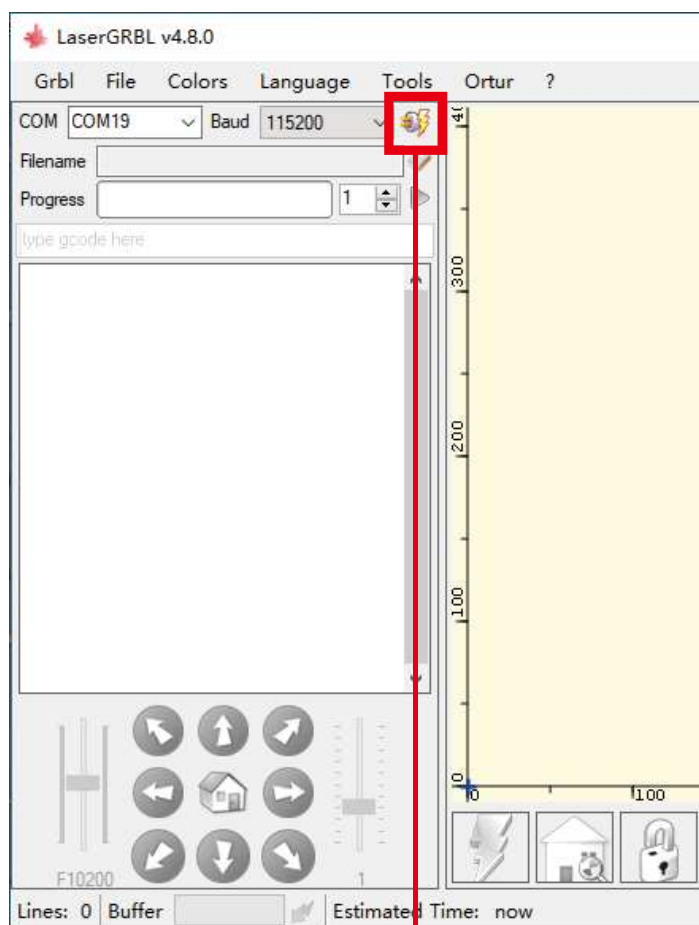 LaserGRBL v4.8.0
Grbl File Colors Language Tools Ortur ?
COM COM19 Baud 115200
Filename
Progress 1
type gcode here
300
200
100
0
0 100
F10200 1
Lines: 0 Buffer Estimated Time: now